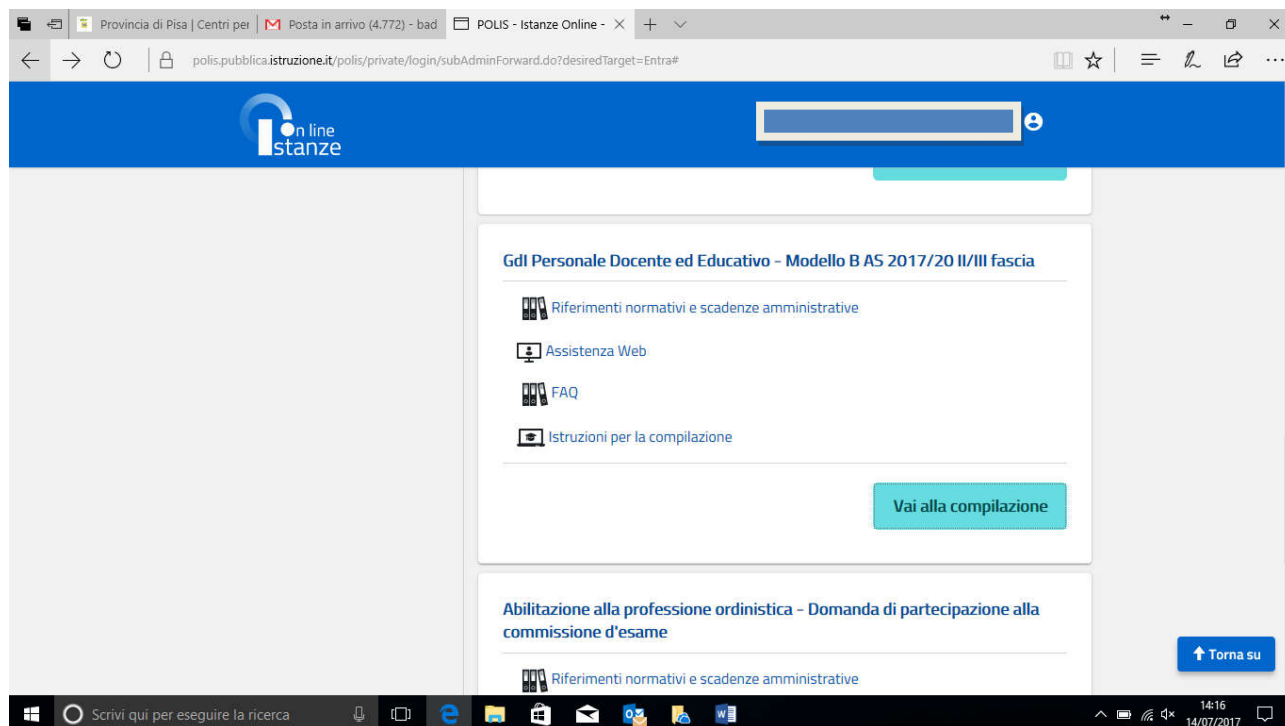 Provincia di Pisa | Centri per
Posta in arrivo (4.772) - bad
POLIS - Istanze Online -
polis.pubblica.istruzione.it/polis/private/login/subAdminForward.do?desiredTarget=Entra#
On line
Istanze
GdI Personale Docente ed Educativo - Modello B AS 2017/20 II/III fascia
Riferimenti normativi e scadenze amministrative
Assistenza Web
FAQ
Istruzioni per la compilazione
Vai alla compilazione
Abilitazione alla professione ordinistica - Domanda di partecipazione alla
commissione d'esame
Riferimenti normativi e scadenze amministrative
Torna su
Scrivi qui per eseguire la ricerca
14:16
14/07/2017